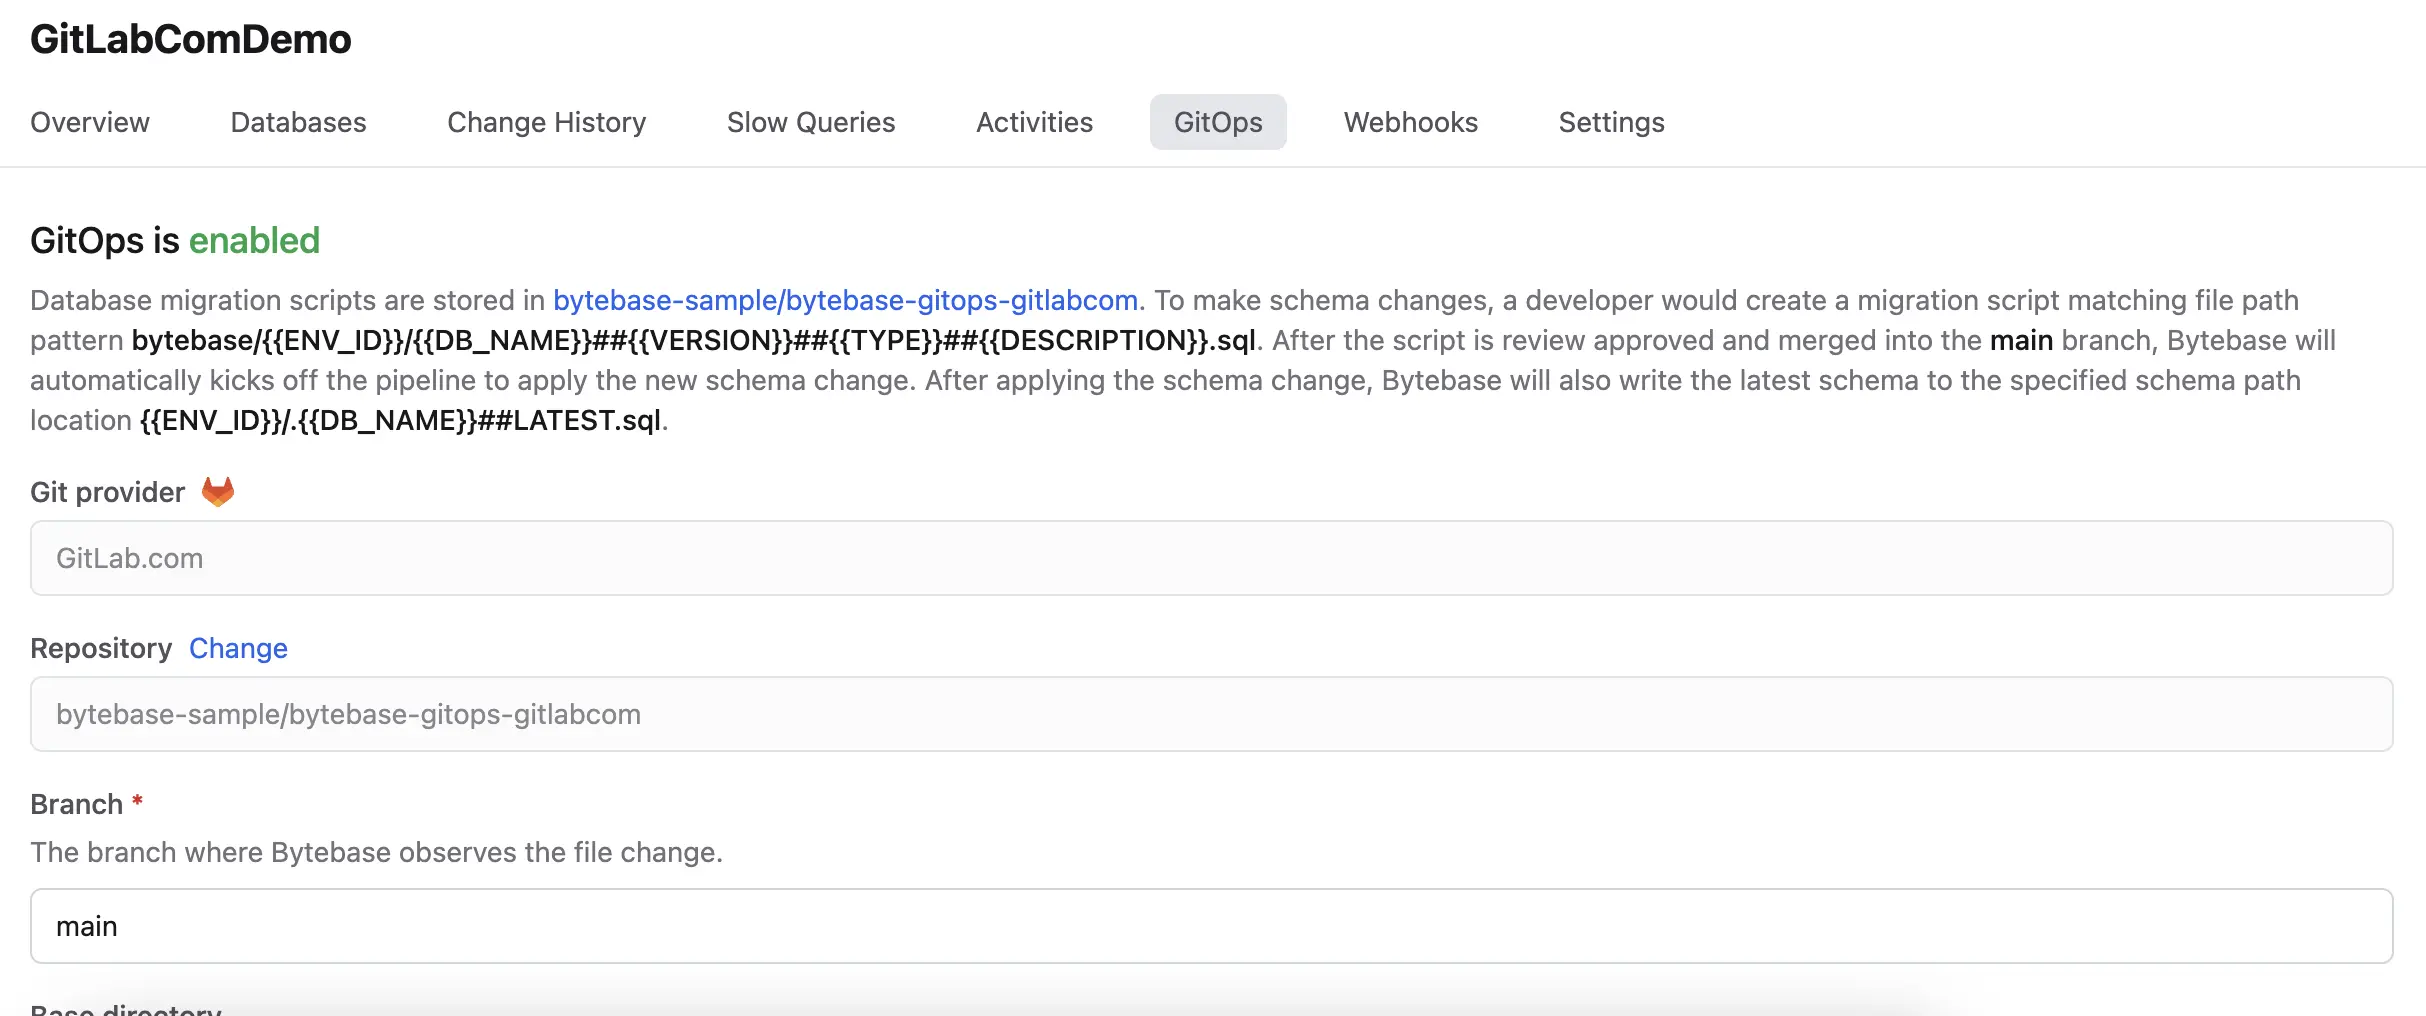 GitLabComDemo
Overview Databases Change History Slow Queries Activities GitOps Webhooks Settings
GitOps is enabled
Database migration scripts are stored in bytebase-sample/bytebase-gitops-gitlabcom. To make schema changes, a developer would create a migration script matching file path
pattern bytebase/{{ENV_ID}}/{{DB_NAME}}##{{VERSION}}##{{TYPE}}##{{DESCRIPTION}}.sql. After the script is review approved and merged into the main branch, Bytebase will
automatically kicks off the pipeline to apply the new schema change. After applying the schema change, Bytebase will also write the latest schema to the specified schema path
location {{ENV_ID}}/.{{DB_NAME}}##LATEST.sql.
Git provider
GitLab.com
Repository Change
bytebase-sample/bytebase-gitops-gitlabcom
Branch *
The branch where Bytebase observes the file change.
main
Base directory